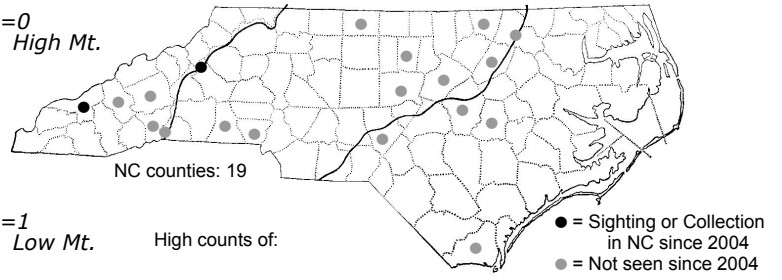 =0
High Mt.
NC counties: 19
=1
Low Mt.
High counts of:
= Sighting or Collection
in NC since 2004
= Not seen since 2004